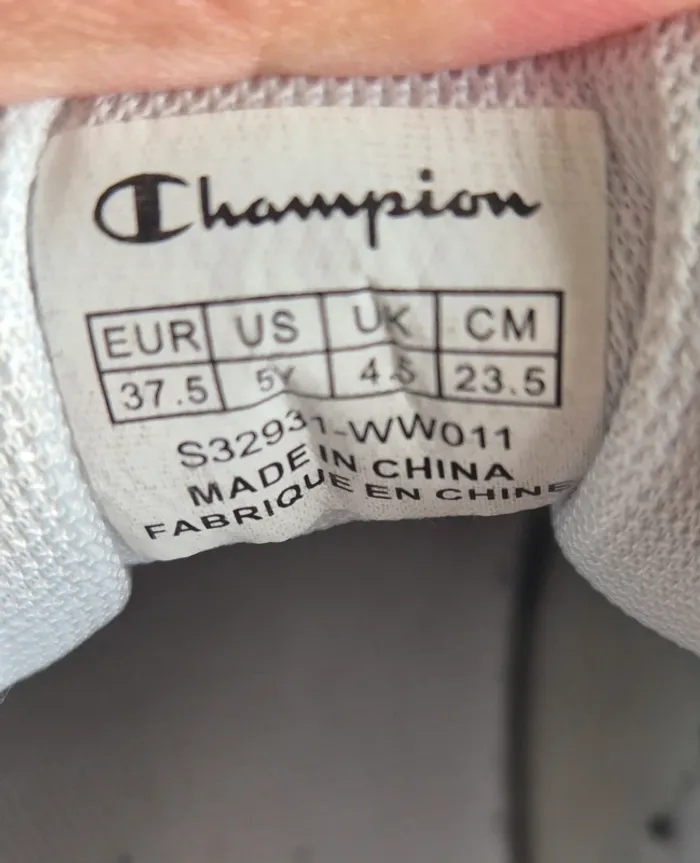 Champion
EUR US UK CM
37.5 5Y 4.5 23.5
S32931-WW011
MADE IN CHINA
FABRIQUE EN CHINE